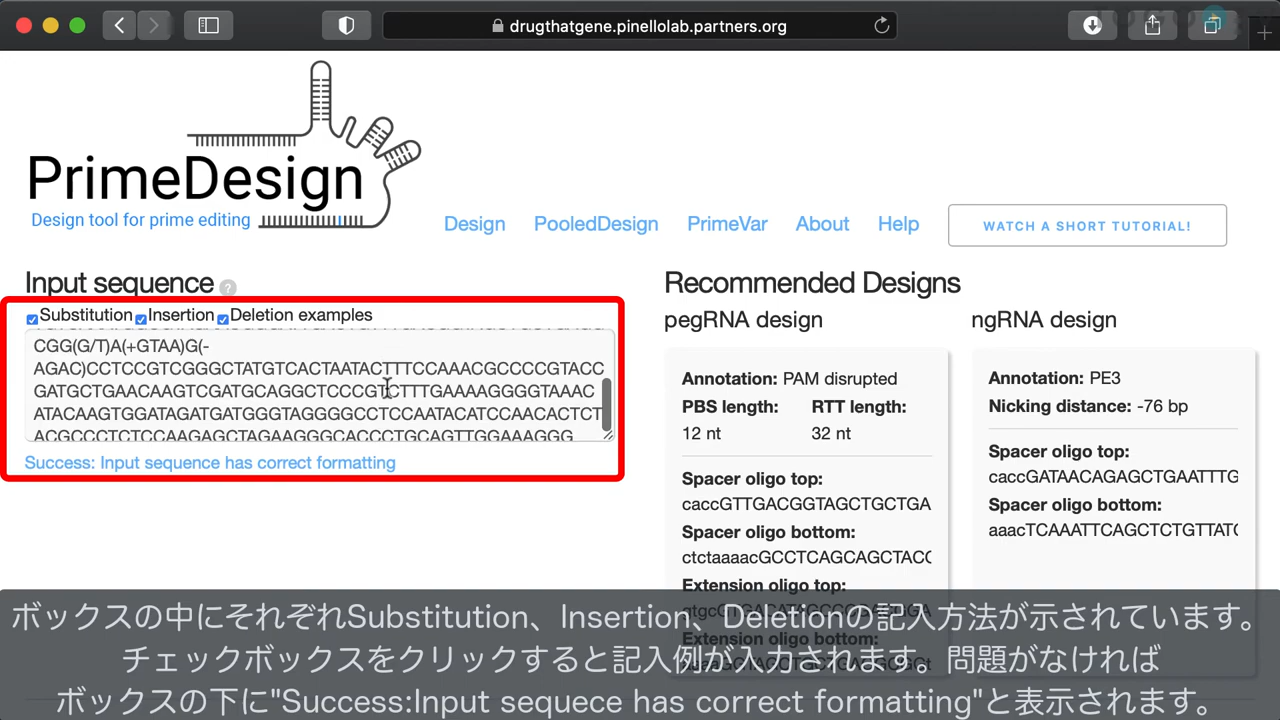 drugthatgene.pinellolab.partners.org
PrimeDesign
Design tool for prime editing
Design PooledDesign PrimeVar About Help WATCH A SHORT TUTORIAL!
Input sequence ?
Substitution Insertion Deletion examples
CGG(G/T)A(+GTAA)G(-
AGAC)CCTCCGTCGGGCTATGTCACTAATACTTTCCAAACGCCCCGTACC
GATGCTGAACAAGTCGATGCAGGCTCCCGTCTTTGAAAAGGGGTAAAC
ATACAAGTGGATAGATGATGGGTAGGGGCCTCCAATACATCCAACACTCT
ACGCCCTCTCCAAGAGCTAGAAGGGCACCCTGCAGTTGGAAAGGG
Success: Input sequence has correct formatting
Recommended Designs
pegRNA design
Annotation: PAM disrupted
PBS length: RTT length:
12 nt 32 nt
Spacer oligo top:
caccGTTGACGGTAGCTGCTGA
Spacer oligo bottom:
ctctaaaacGCCTCAGCAGCTACC
Extension oligo top:
Extension oligo bottom:
ngRNA design
Annotation: PE3
Nicking distance: -76 bp
Spacer oligo top:
caccGATAACAGAGCTGAATTTG
Spacer oligo bottom:
aaacTCAAATTCAGCTCTGTTATC
ボックスの中にそれぞれSubstitution、Insertion、Deletionの記入方法が示されています。
チェックボックスをクリックすると記入例が入力されます。問題がなければ
ボックスの下に"Success:Input sequece has correct formatting"と表示されます。